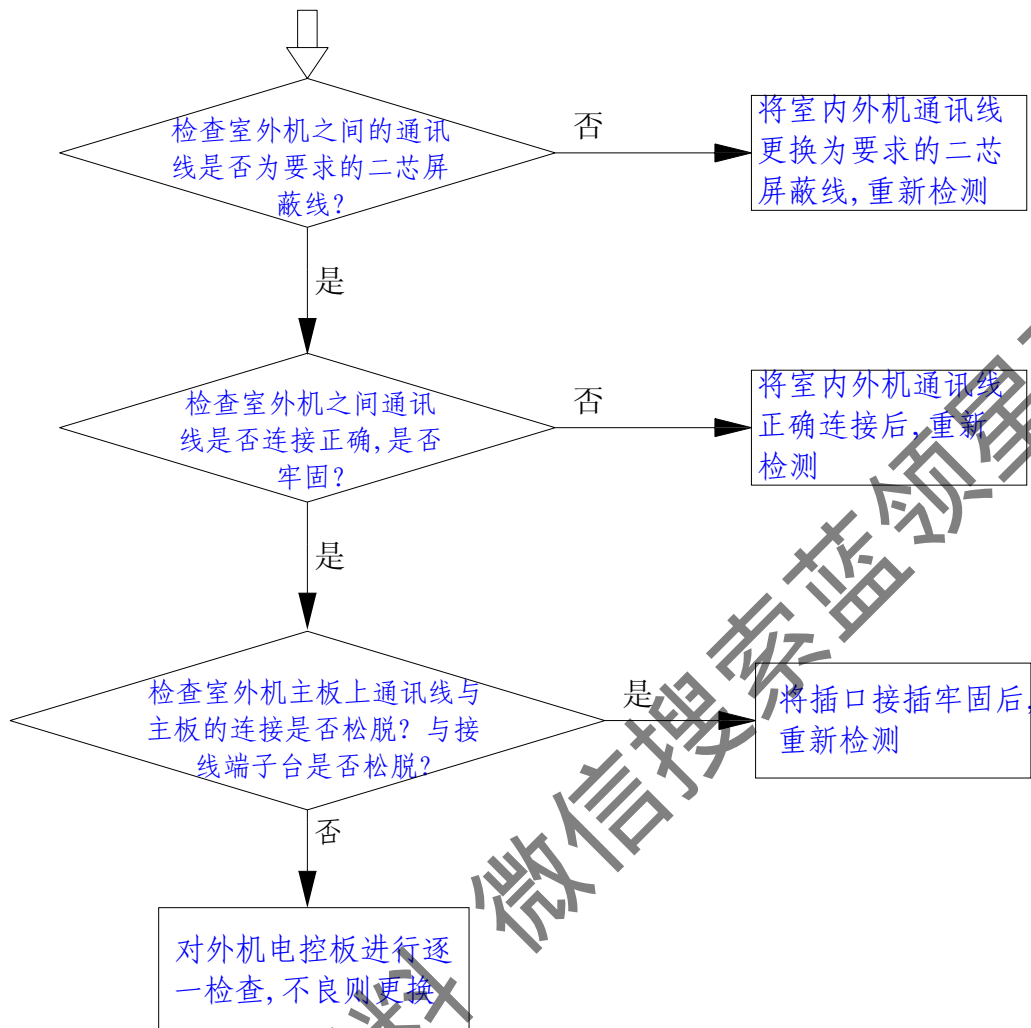 检查室外机之间的通讯
线是否为要求的二芯屏
蔽线？
否
将室内外机通讯线
更换为要求的二芯
屏蔽线，重新检测
是
检查室外机之间通讯
线是否连接正确，是否
牢固？
否
将室内外机通讯线
正确连接后，重新
检测
是
检查室外机主板上通讯线与
主板的连接是否松脱？与接
线端子台是否松脱？
是
将插口接插牢固后，
重新检测
否
对外机电控板进行逐
一检查，不良则更换
料 微信搜索蓝领星